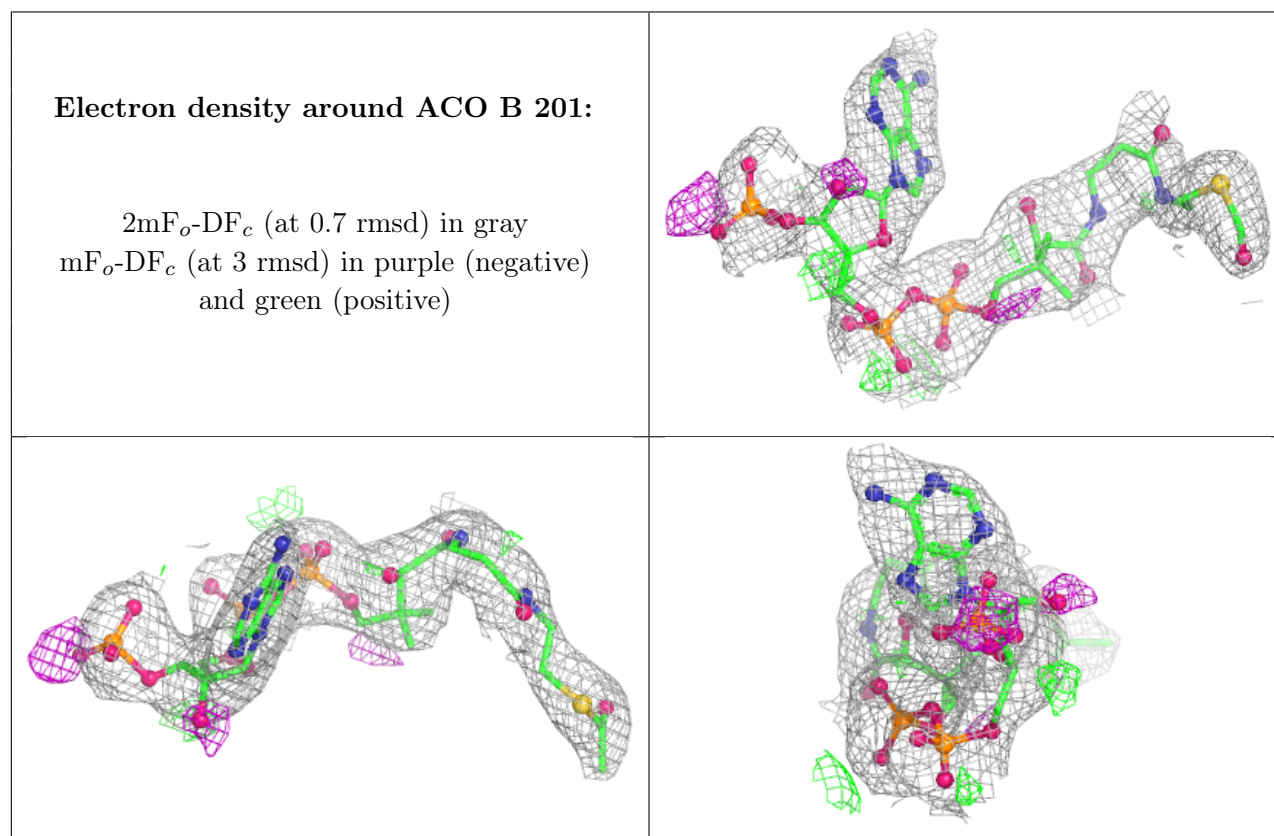 Electron density around ACO B 201:
2mFo-DFc (at 0.7 rmsd) in gray
mFo-DFc (at 3 rmsd) in purple (negative)
and green (positive)